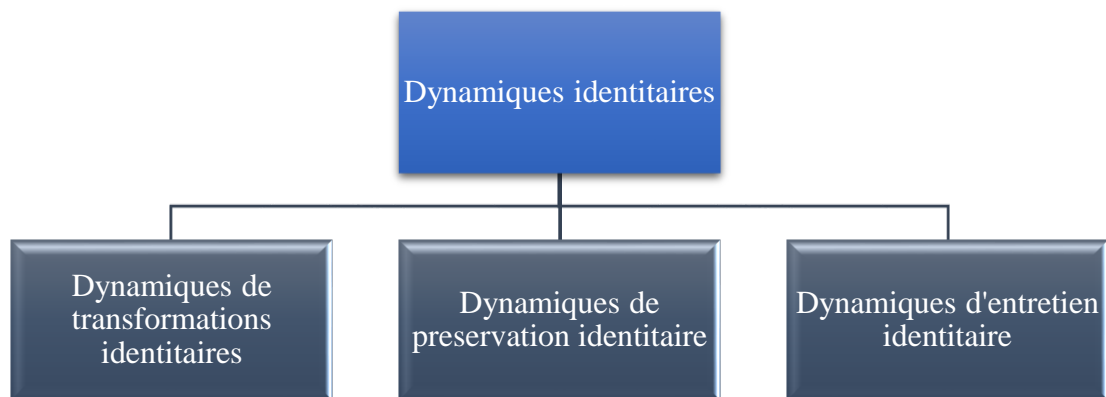 Dynamiques identitaires
Dynamiques de
transformations
identitaires
Dynamiques de
preservation identitaire
Dynamiques d'entretien
identitaire